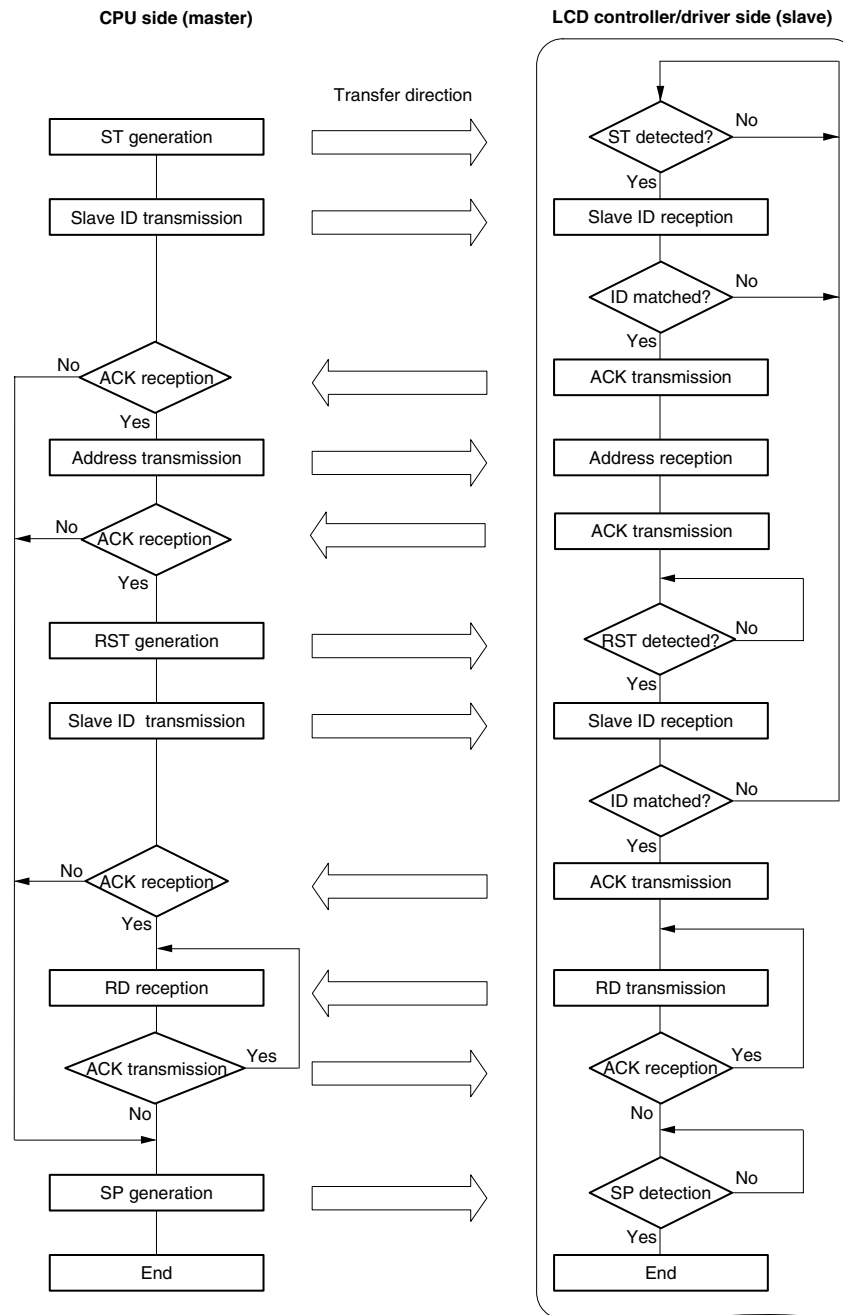 CPU side (master)
LCD controller/driver side (slave)
Transfer direction
ST generation
ST detected?
No
Yes
Slave ID transmission
Slave ID reception
ID matched?
No
Yes
No
ACK reception
ACK transmission
Yes
Address transmission
Address reception
No
ACK reception
ACK transmission
Yes
RST generation
RST detected?
No
Yes
Slave ID transmission
Slave ID reception
ID matched?
No
Yes
No
ACK reception
ACK transmission
Yes
RD reception
RD transmission
ACK transmission
Yes
ACK reception
Yes
No
No
SP generation
SP detection
No
Yes
End
End